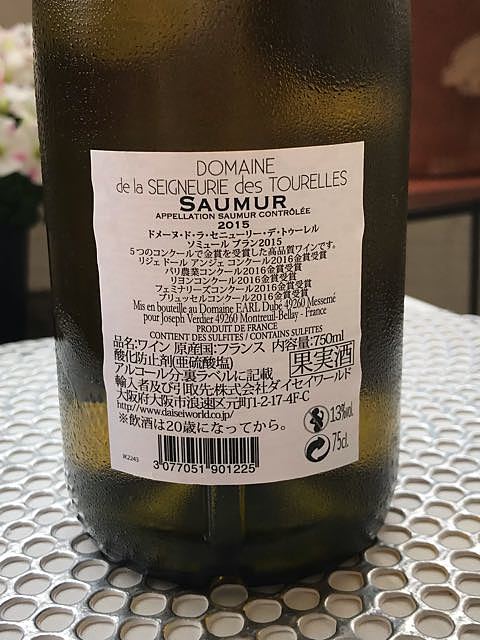 DOMAINE
de la SEIGNEURIE des TOURELLES
SAUMUR
APPELLATION SAUMUR CONTRÔLÉE
2015
ドメーヌ・ド・ラ・セニューリー・デ・トゥーレル
ソミュール ブラン2015
5つのコンクールで金賞を受賞した高品質ワインです。
リジェ ドール アンジェ コンクール2016金賞受賞
パリ農業コンクール2016金賞受賞
リヨンコンクール2016金賞受賞
フェミナリーズコンクール2016金賞受賞
ブリュッセルコンクール2016金賞受賞
Mis en bouteille au Domaine EARL Dubé 49260 Messemé
pour Joseph Verdier 49260 Montreuil-Bellay - France
PRODUIT DE FRANCE
CONTIENT DES SULFITES / CONTAINS SULFITES
品名:ワイン 原産国:フランス 内容量:750ml
酸化防止剤(亜硫酸塩)
果実酒
アルコール分:裏ラベルに記載
輸入者及び引取先株式会社ダイセイワールド
大阪府大阪市浪速区元町1-2-17-4F-C
http://www.daiseiworld.co.jp/
※飲酒は20歳になってから。
13%vol.
75cl.
IK2243
3 077051 901225